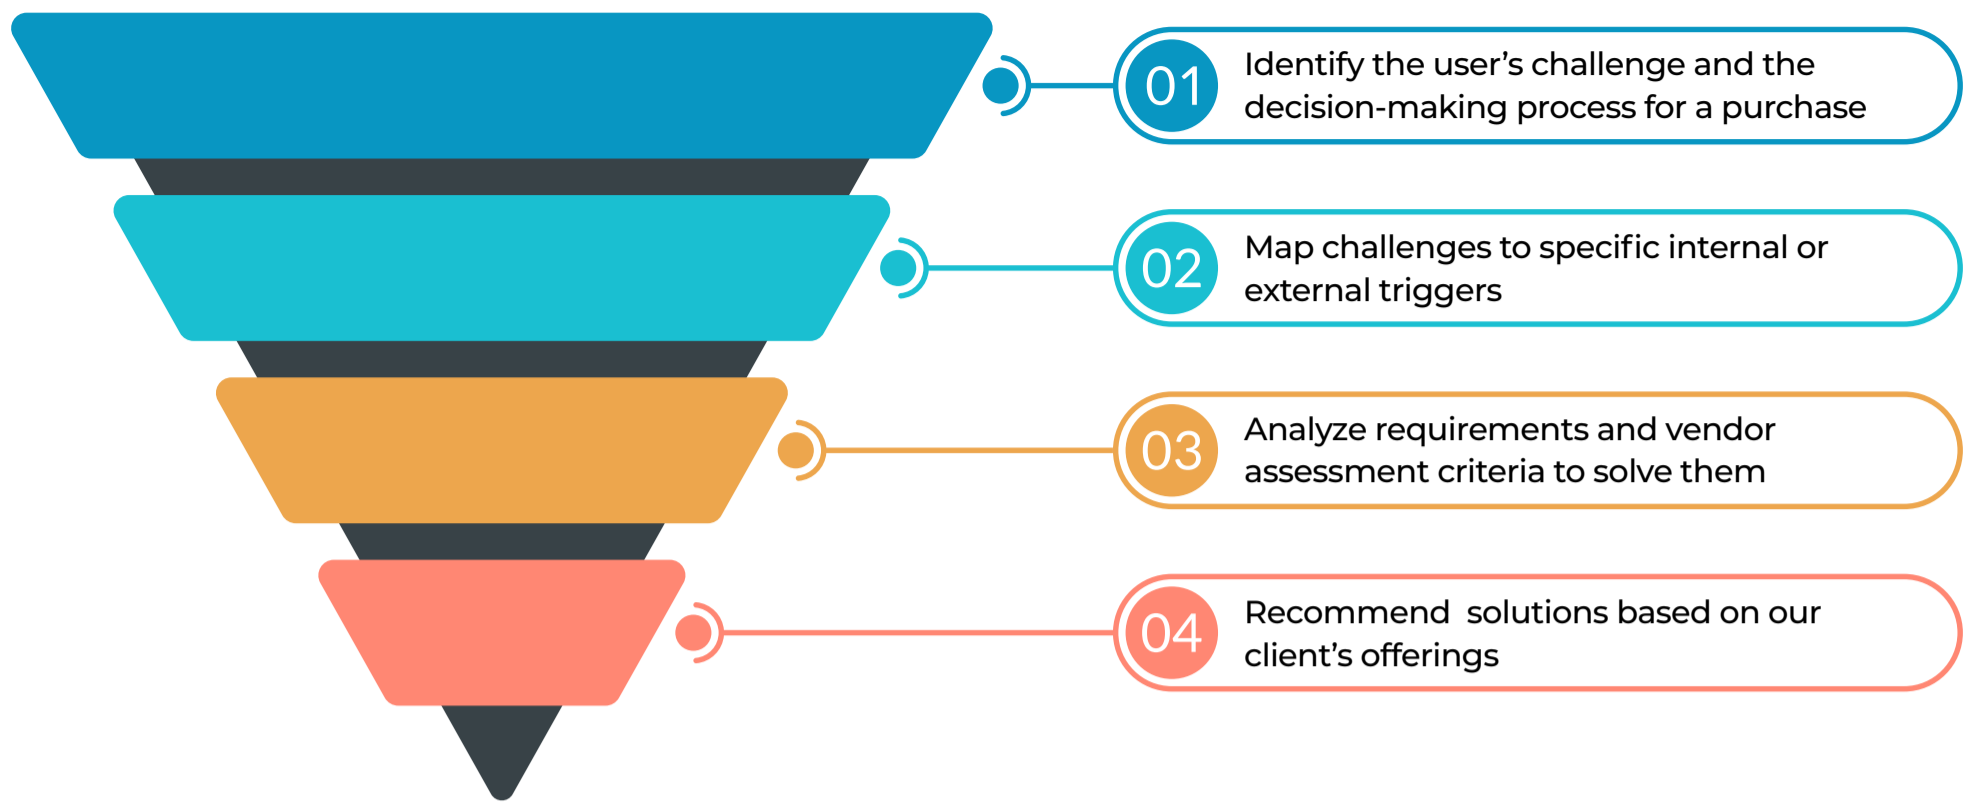 01
Identify the user’s challenge and the
decision-making process for a purchase
02
Map challenges to specific internal or
external triggers
03
Analyze requirements and vendor
assessment criteria to solve them
04
Recommend  solutions based on our
client’s offerings